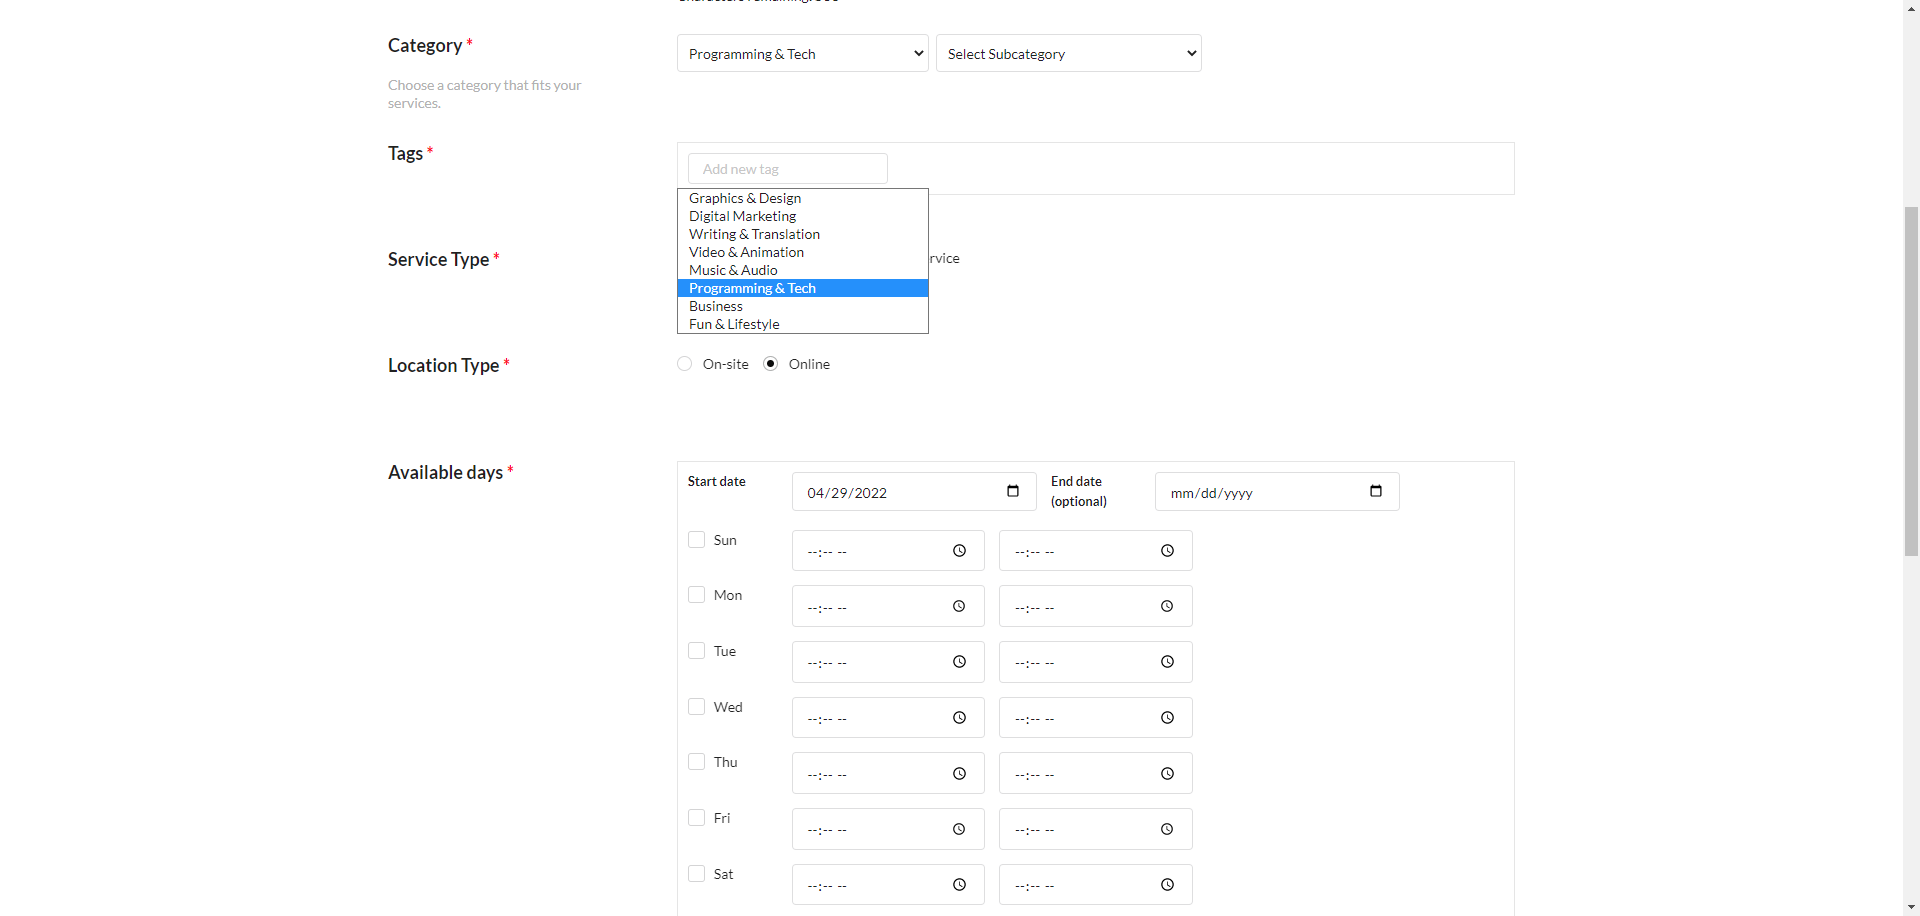 Category *
Programming & Tech
Select Subcategory
Choose a category that fits your
services.
Tags *
Add new tag
Graphics & Design
Digital Marketing
Writing & Translation
Video & Animation
Music & Audio
Programming & Tech
Business
Fun & Lifestyle
Service Type *
rvice
Location Type *
On-site
Online
Available days *
Start date
04/29/2022
End date
(optional)
mm/dd/yyyy
Sun
--:-- --
--:-- --
Mon
--:-- --
--:-- --
Tue
--:-- --
--:-- --
Wed
--:-- --
--:-- --
Thu
--:-- --
--:-- --
Fri
--:-- --
--:-- --
Sat
--:-- --
--:-- --